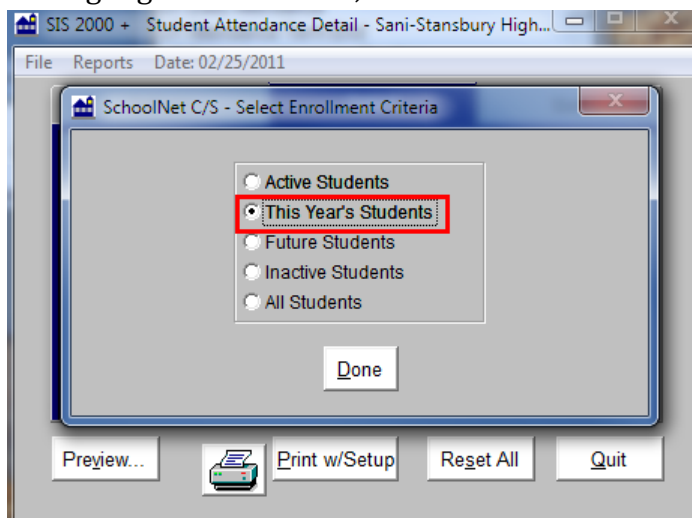 SIS 2000 + Student Attendance Detail - Sani-Stansbury High...
File Reports Date: 02/25/2011
SchoolNet C/S - Select Enrollment Criteria
Active Students
This Year's Students
Future Students
Inactive Students
All Students
Done
Preview... Print w/Setup Reset All Quit